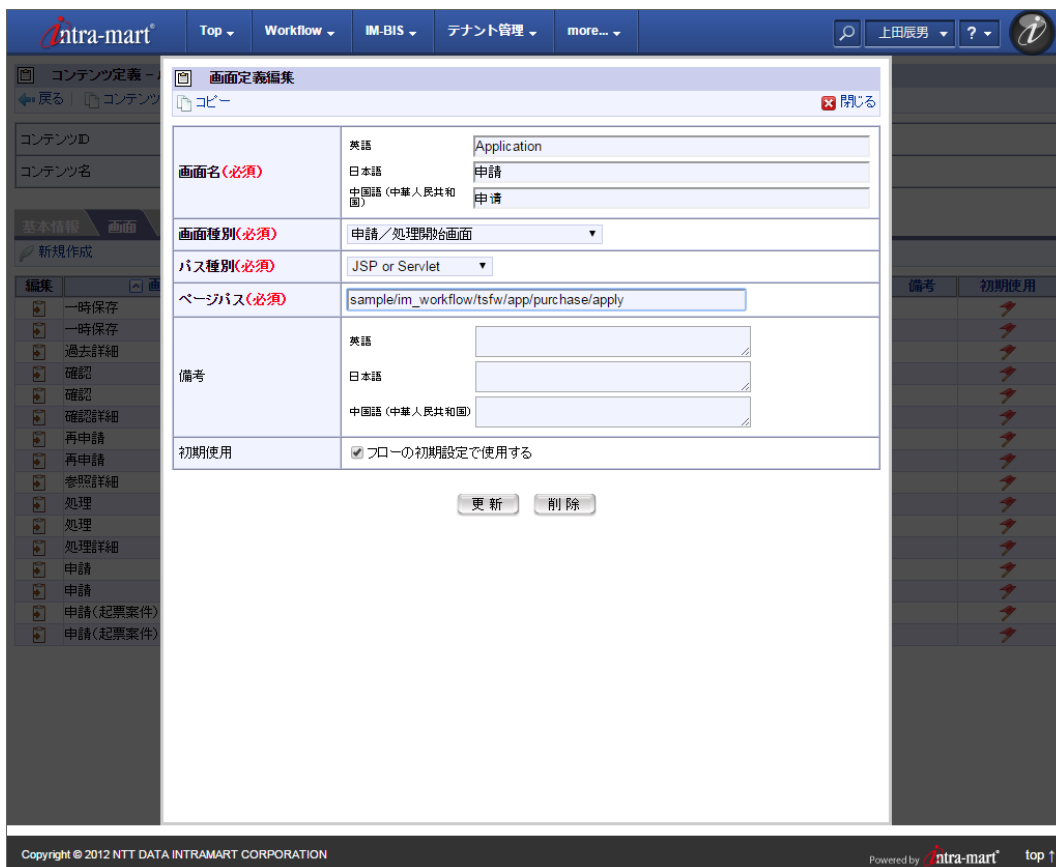 intra-mart®
Top Workflow IM-BIS テナント管理 more... 上田辰男 ? i
コンテンツ定義 -
戻る コンテンツ
コンテンツID
コンテンツ名
基本情報 画面
新規作成
編集 備考 初期使用
一時保存
一時保存
過去詳細
確認
確認
確認詳細
再申請
再申請
参照詳細
処理
処理
処理詳細
申請
申請
申請(起票案件)
申請(起票案件)
画面定義編集
コピー 閉じる
画面名(必須)
英語 Application
日本語 申請
中国語 (中華人民共和国) 申请
画面種別(必須) 申請/処理開始画面
パス種別(必須) JSP or Servlet
ページパス(必須) sample/im_workflow/tsfw/app/purchase/apply
備考
英語
日本語
中国語 (中華人民共和国)
初期使用 フローの初期設定で使用する
更新 削除
Copyright © 2012 NTT DATA INTRAMART CORPORATION
Powered by intra-mart® top ↑